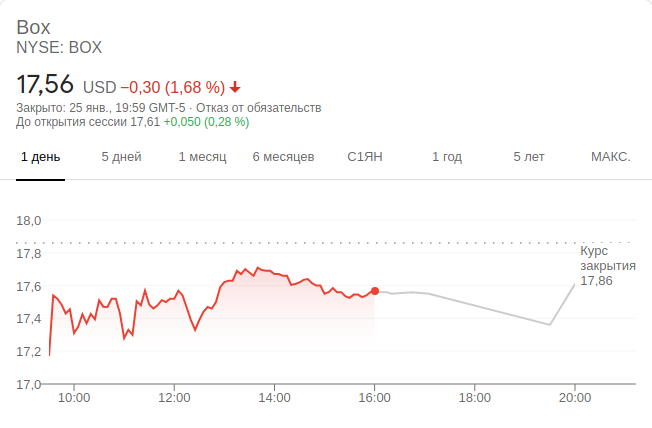 Box
NYSE: BOX
17,56 USD −0,30 (1,68 %)
Закрыто: 25 янв., 19:59 GMT-5 · Отказ от обязательств
До открытия сессии 17,61 +0,050 (0,28 %)
1 день 5 дней 1 месяц 6 месяцев С1ЯН 1 год 5 лет МАКС.
18,0
17,8
17,6
17,4
17,2
17,0
Курс
закрытия
17,86
10:00 12:00 14:00 16:00 18:00 20:00